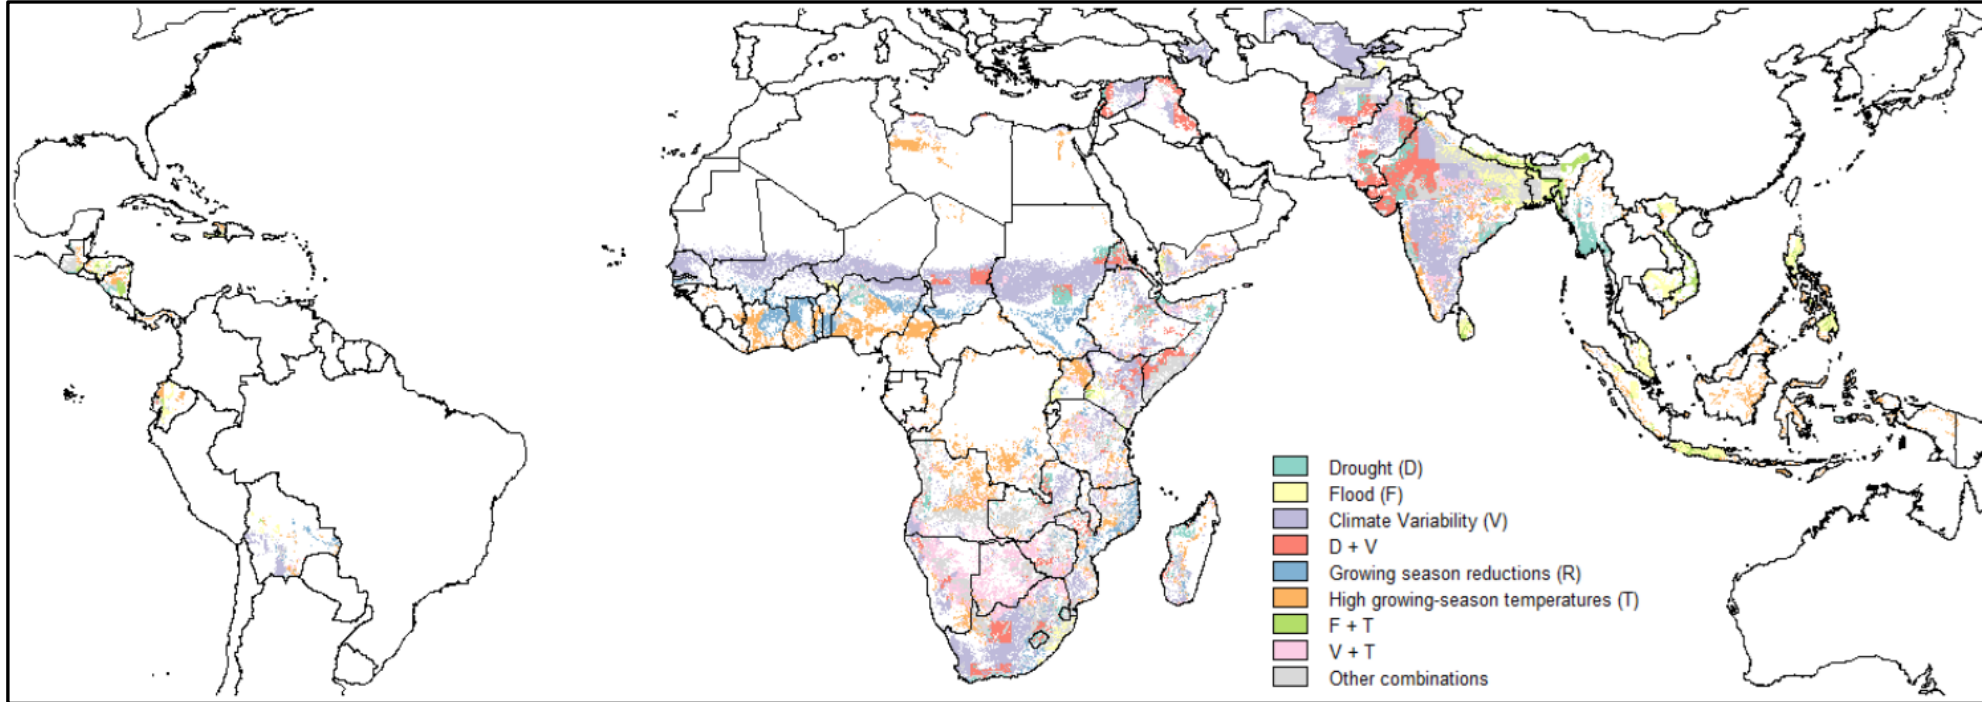 Drought (D)
Flood (F)
Climate Variability (V)
D + V
Growing season reductions (R)
High growing-season temperatures (T)
F + T
V + T
Other combinations